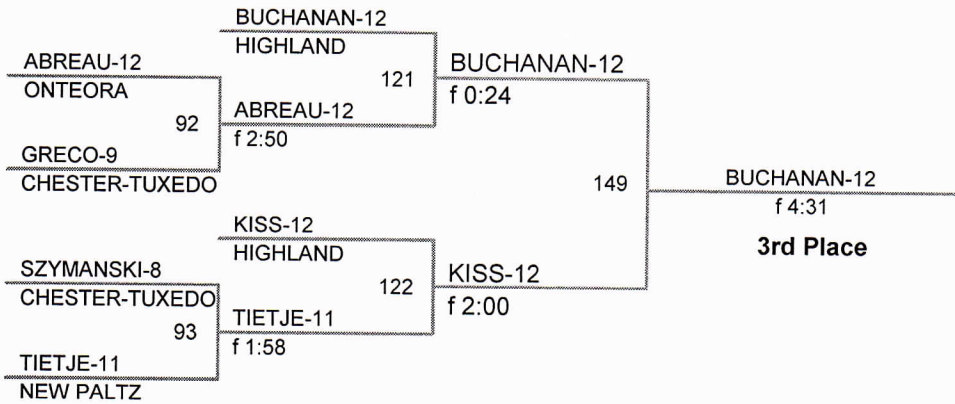 BUCHANAN-12
HIGHLAND
ABREAU-12
ONTEORA
92
GRECO-9
CHESTER-TUXEDO
121
ABREAU-12
f 2:50
BUCHANAN-12
f 0:24
149
BUCHANAN-12
f 4:31
3rd Place
KISS-12
HIGHLAND
SZYMANSKI-8
CHESTER-TUXEDO
93
TIETJE-11
NEW PALTZ
122
TIETJE-11
f 1:58
KISS-12
f 2:00